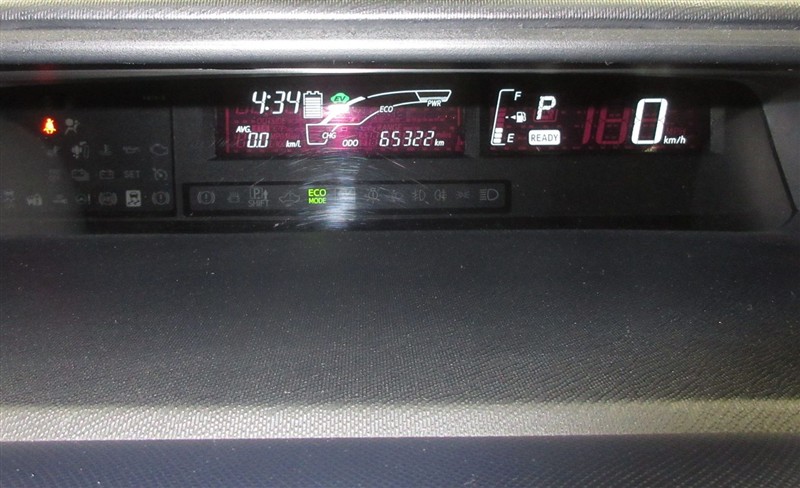 4:34
EV
ECO
PWR
F
P
0
AVG.
0.0
km/L
CHG
ODO
65322
km
E
READY
km/h
SET
P
SHIFT
ECO
MODE